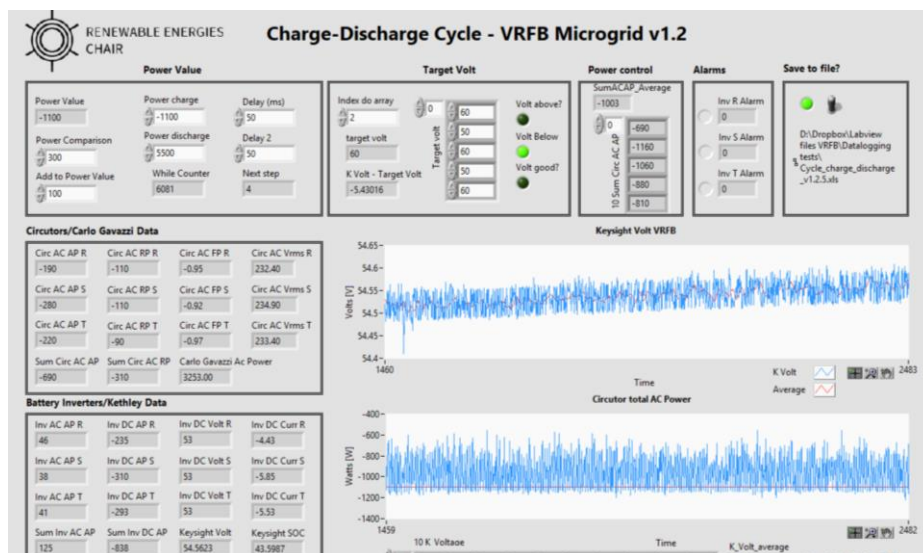 RENEWABLE ENERGIES
CHAIR
Charge-Discharge Cycle - VRFB Microgrid v1.2
Power Value
Target Volt
Power control
Alarms
Save to file?
Power Value
-1100
Power charge
-1100
Delay (ms)
50
Power Comparison
300
Power discharge
5500
Delay 2
50
Add to Power Value
100
While Counter
6081
Next step
4
Index do array
2
target volt
60
K Volt - Target Volt
-5.43016
0
Target volt
60
50
60
50
60
Volt above?
Volt Below
Volt good?
SumACAP_Average
-1003
0
10 Sum Circ AC AP
-690
-1160
-1060
-880
-810
Inv R Alarm
0
Inv S Alarm
0
Inv T Alarm
0
D:\Dropbox\Labview
files VRFB\Datalogging
tests\
Cycle_charge_discharge
_v1.2.5.xls
Circutors/Carlo Gavazzi Data
Circ AC AP R
Circ AC RP R
Circ AC FP R
Circ AC Vrms R
-190
-110
-0.95
232.40
Circ AC AP S
Circ AC RP S
Circ AC FP S
Circ AC Vrms S
-280
-110
-0.92
234.90
Circ AC AP T
Circ AC RP T
Circ AC FP T
Circ AC Vrms T
-220
-90
-0.97
233.40
Sum Circ AC AP
Sum Circ AC RP
Carlo Gavazzi Ac Power
-690
-310
3253.00
Keysight Volt VRFB
54.65-
54.6-
54.55-
54.5-
54.45-
54.4-
Volts [V]
1460
2483
Time
K Volt
Average
Battery Inverters/Kethley Data
Inv AC AP R
Inv DC AP R
Inv DC Volt R
Inv DC Curr R
46
-235
53
-4.43
Inv AC AP S
Inv DC AP S
Inv DC Volt S
Inv DC Curr S
38
-310
53
-5.85
Inv AC AP T
Inv DC AP T
Inv DC Volt T
Inv DC Curr T
41
-293
53
-5.53
Sum Inv AC AP
Sum Inv DC AP
Keysight Volt
Keysight SOC
125
-838
54.5623
43.5987
Circutor total AC Power
-400-
-600-
-800-
-1000-
-1200-
-1400-
Watts [W]
1459
2482
Time
10 K Voltage
K_Volt_average